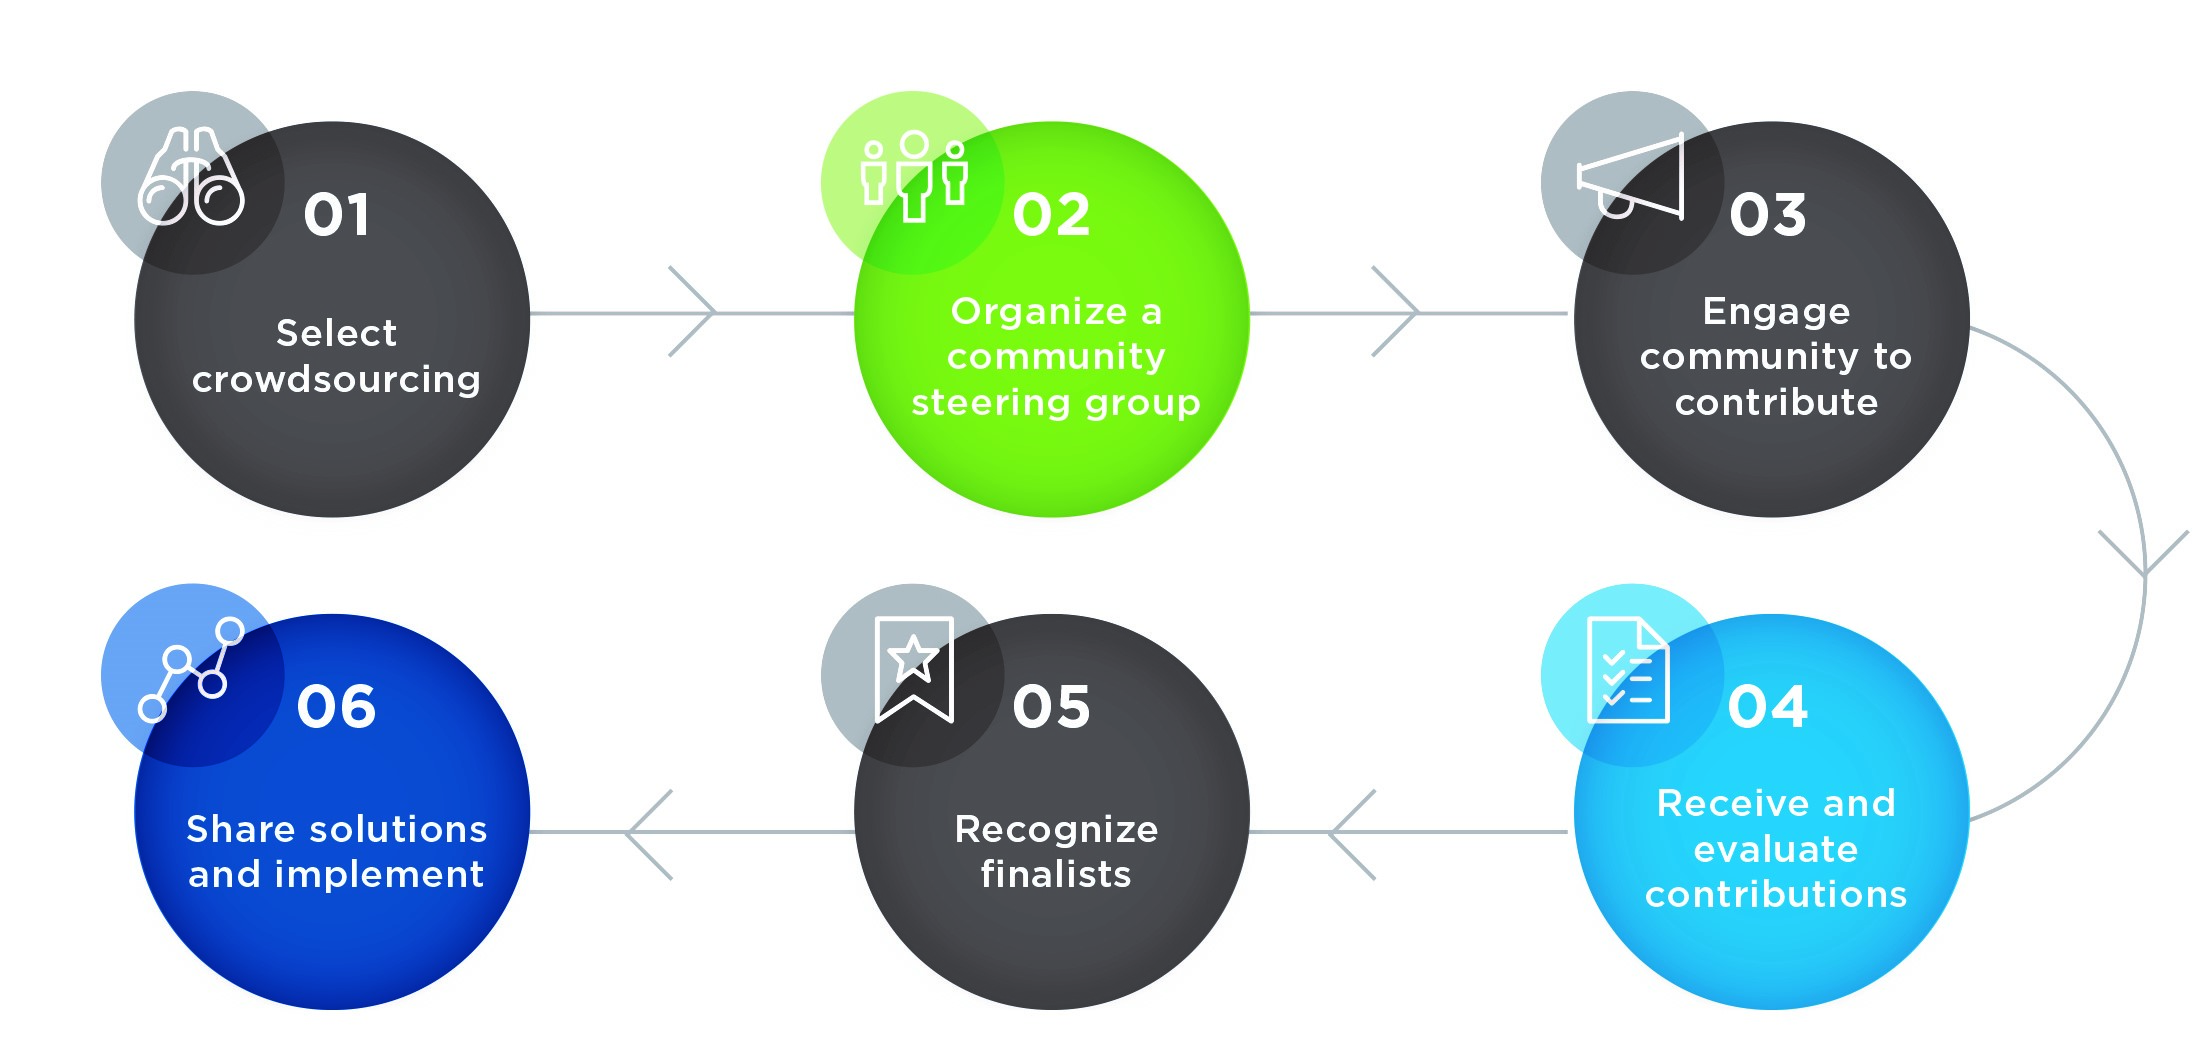 01
Select
crowdsourcing
02
Organize a
community
steering group
03
Engage
community to
contribute
04
Receive and
evaluate
contributions
05
Recognize
finalists
06
Share solutions
and implement